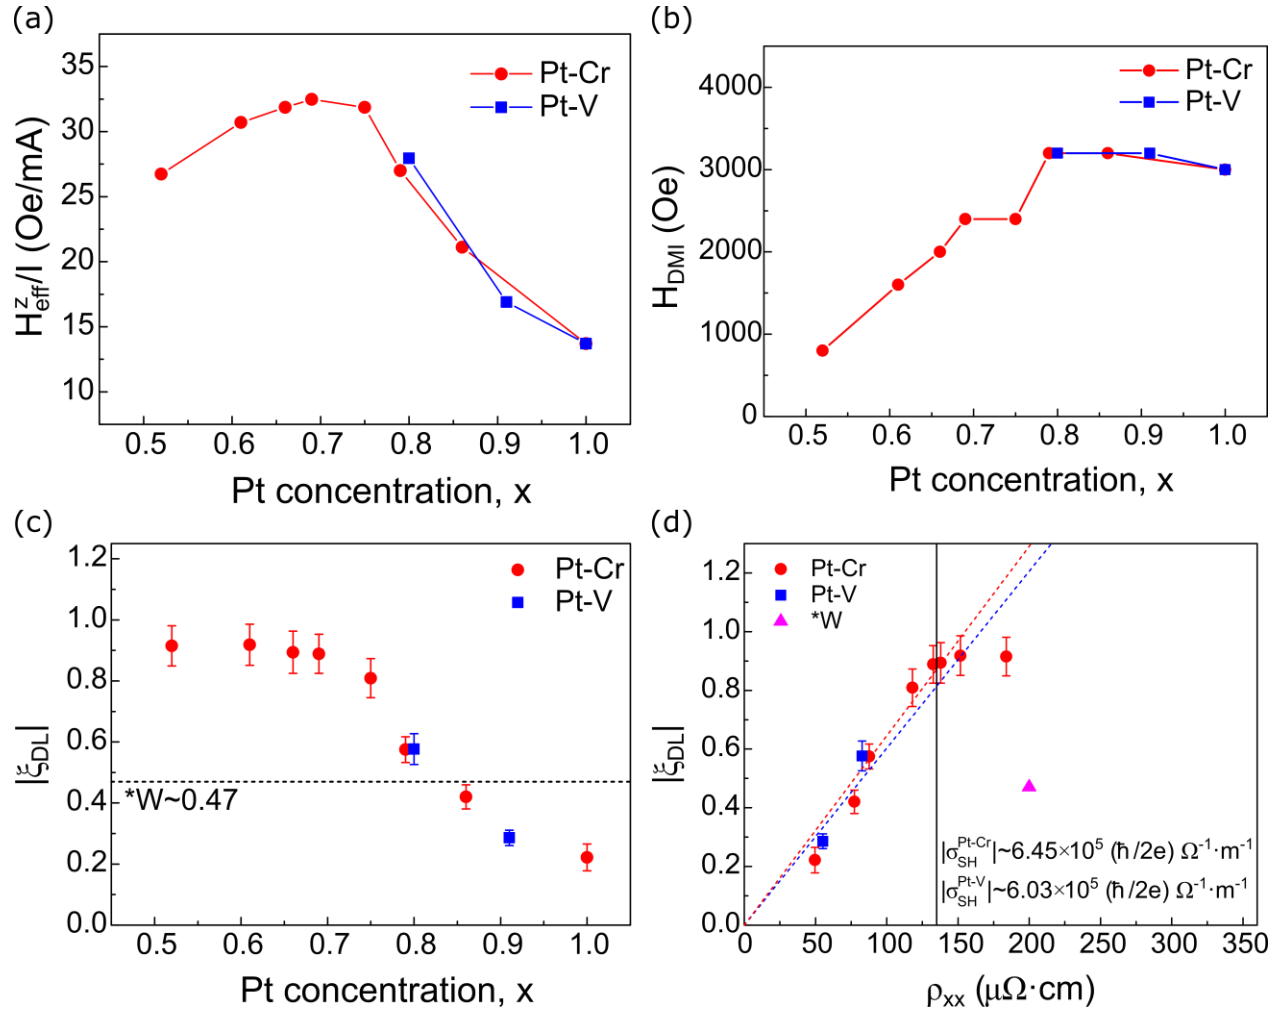 (a)
35
30
25
20
15
10
H^z_eff/I (Oe/mA)
Pt-Cr
Pt-V
0.5 0.6 0.7 0.8 0.9 1.0
Pt concentration, x
(b)
4000
3000
2000
1000
0
H_DMI (Oe)
Pt-Cr
Pt-V
0.5 0.6 0.7 0.8 0.9 1.0
Pt concentration, x
(c)
1.2
1.0
0.8
0.6
0.4
0.2
0.0
|ξ_DL|
Pt-Cr
Pt-V
*W~0.47
0.5 0.6 0.7 0.8 0.9 1.0
Pt concentration, x
(d)
1.2
1.0
0.8
0.6
0.4
0.2
0.0
|ξ_DL|
Pt-Cr
Pt-V
*W
|σ_SH^Pt-Cr|~6.45×10⁵ (ħ/2e) Ω⁻¹·m⁻¹
|σ_SH^Pt-V|~6.03×10⁵ (ħ/2e) Ω⁻¹·m⁻¹
0 50 100 150 200 250 300 350
ρ_xx (μΩ·cm)